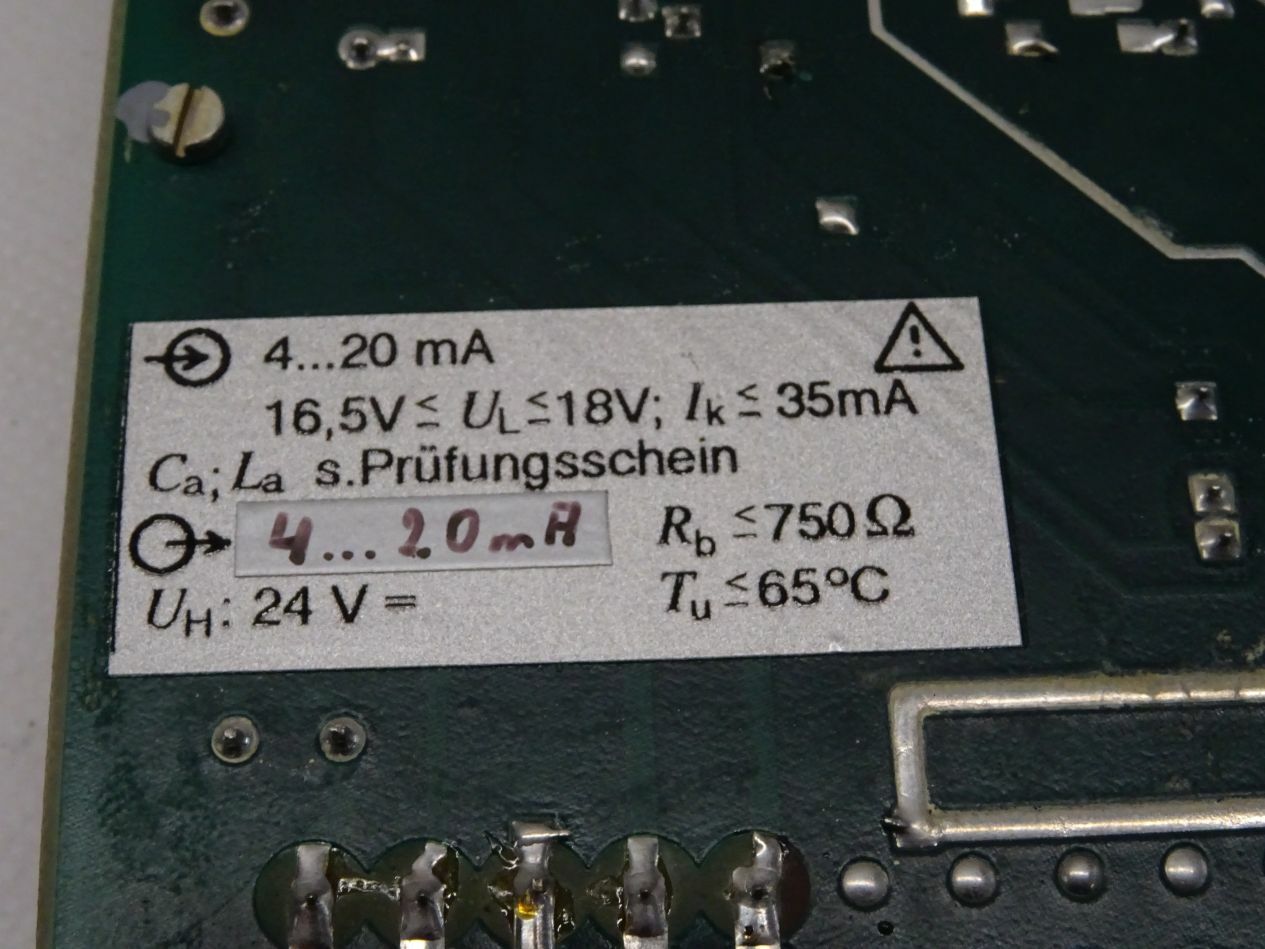 4...20 mA
16,5V ≤ UL ≤18V; Ik ≤ 35mA
Ca; La s.Prüfungsschein
4...20mA Rb ≤750 Ω
UH: 24 V = Tu ≤65°C